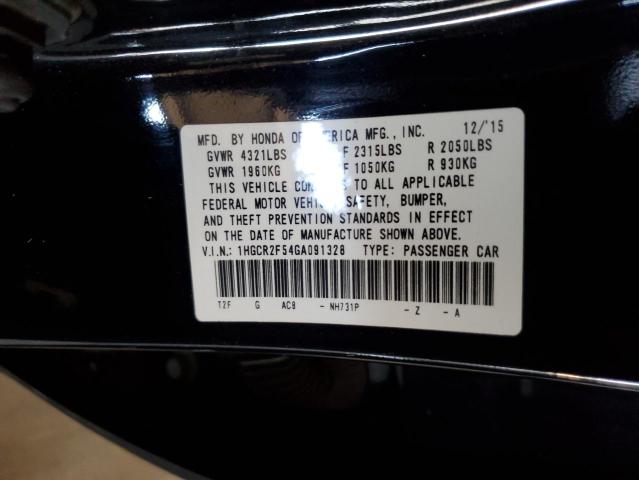 MFD. BY HONDA OF AMERICA MFG., INC. 12/'15
GVWR 4321LBS F 2315LBS R 2050LBS
GVWR 1960KG F 1050KG R 930KG
THIS VEHICLE CONFORMS TO ALL APPLICABLE
FEDERAL MOTOR VEHICLE SAFETY, BUMPER,
AND THEFT PREVENTION STANDARDS IN EFFECT
ON THE DATE OF MANUFACTURE SHOWN ABOVE.
V.I.N.: 1HGCR2F54GA091328 TYPE: PASSENGER CAR
T2F G AC8 - NH731P - Z - A